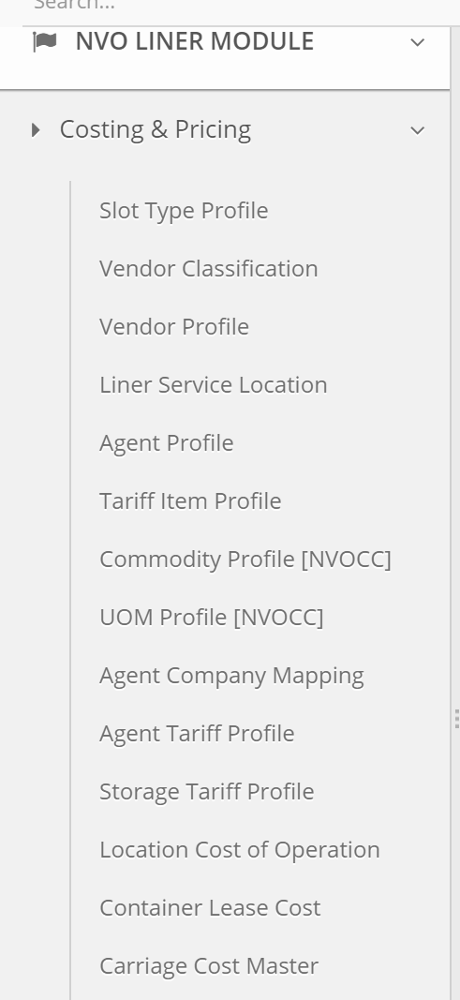 Search...
NVO LINER MODULE
Costing & Pricing
Slot Type Profile
Vendor Classification
Vendor Profile
Liner Service Location
Agent Profile
Tariff Item Profile
Commodity Profile [NVOCC]
UOM Profile [NVOCC]
Agent Company Mapping
Agent Tariff Profile
Storage Tariff Profile
Location Cost of Operation
Container Lease Cost
Carriage Cost Master